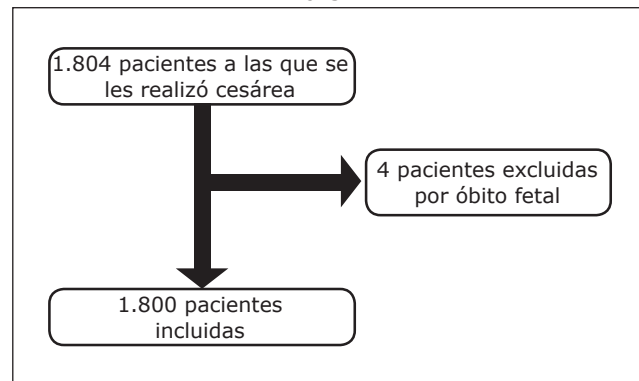 1.804 pacientes a las que se
les realizó cesárea
4 pacientes excluidas
por óbito fetal
1.800 pacientes
incluidas